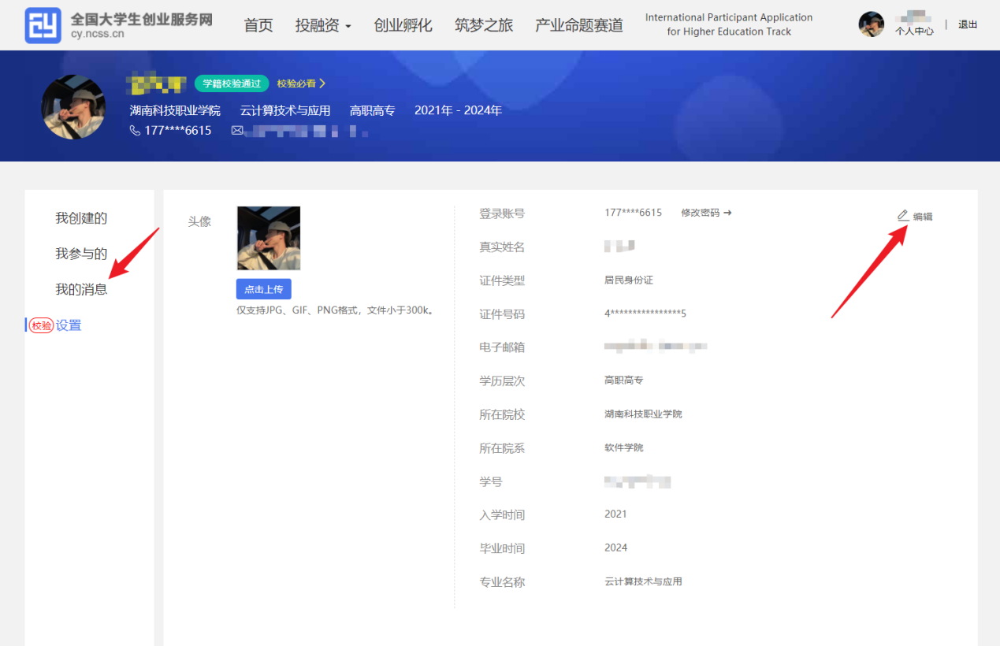 全国大学生创业服务网
cy.ncss.cn
首页 投融资 创业孵化 筑梦之旅 产业命题赛道
International Participant Application
for Higher Education Track
个人中心 | 退出
学籍校验通过 校验必看
湖南科技职业学院 云计算技术与应用 高职高专 2021年 - 2024年
177****6615
我创建的
我参与的
我的消息
校验 设置
头像
点击上传
仅支持JPG、GIF、PNG格式，文件小于300k。
登录账号 177****6615 修改密码 →
编辑
真实姓名
证件类型 居民身份证
证件号码 4****************5
电子邮箱
学历层次 高职高专
所在院校 湖南科技职业学院
所在院系 软件学院
学号
入学时间 2021
毕业时间 2024
专业名称 云计算技术与应用